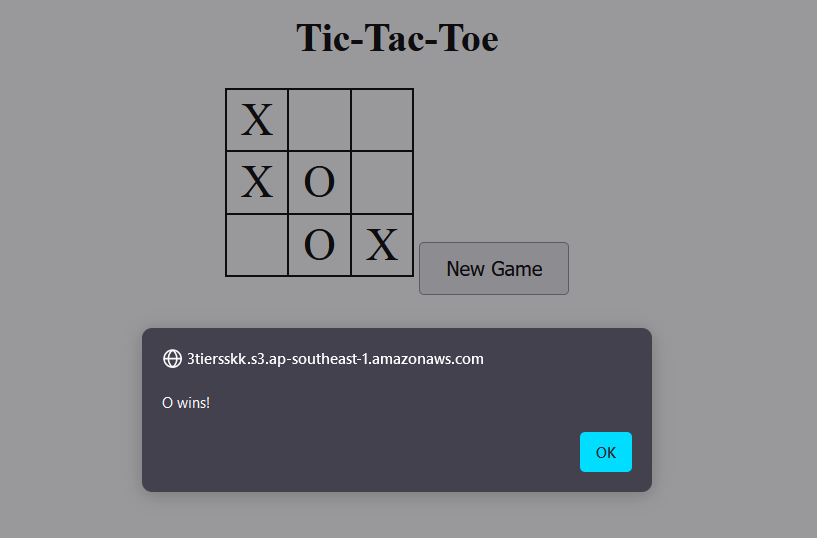 Tic-Tac-Toe
X
X O
O X
New Game
3tiersskk.s3.ap-southeast-1.amazonaws.com
O wins!
OK